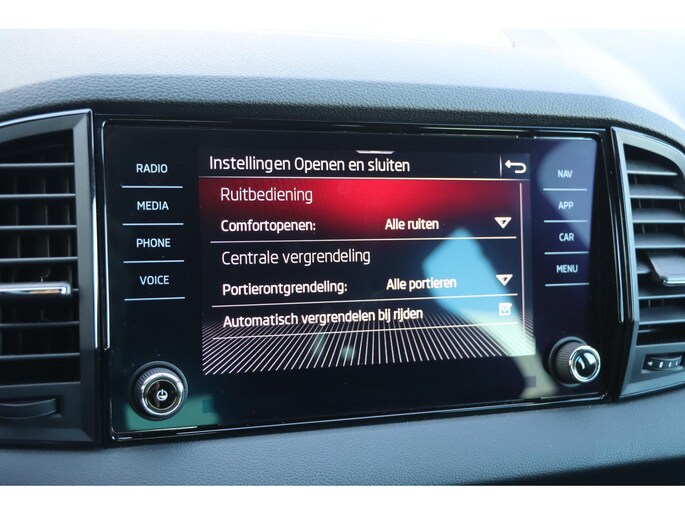 Instellingen Openen en sluiten
RADIO
MEDIA
PHONE
VOICE
Ruitbediening
Comfortopenen: Alle ruiten
Centrale vergrendeling
Portierontgrendeling: Alle portieren
Automatisch vergrendelen bij rijden
NAV
APP
CAR
MENU